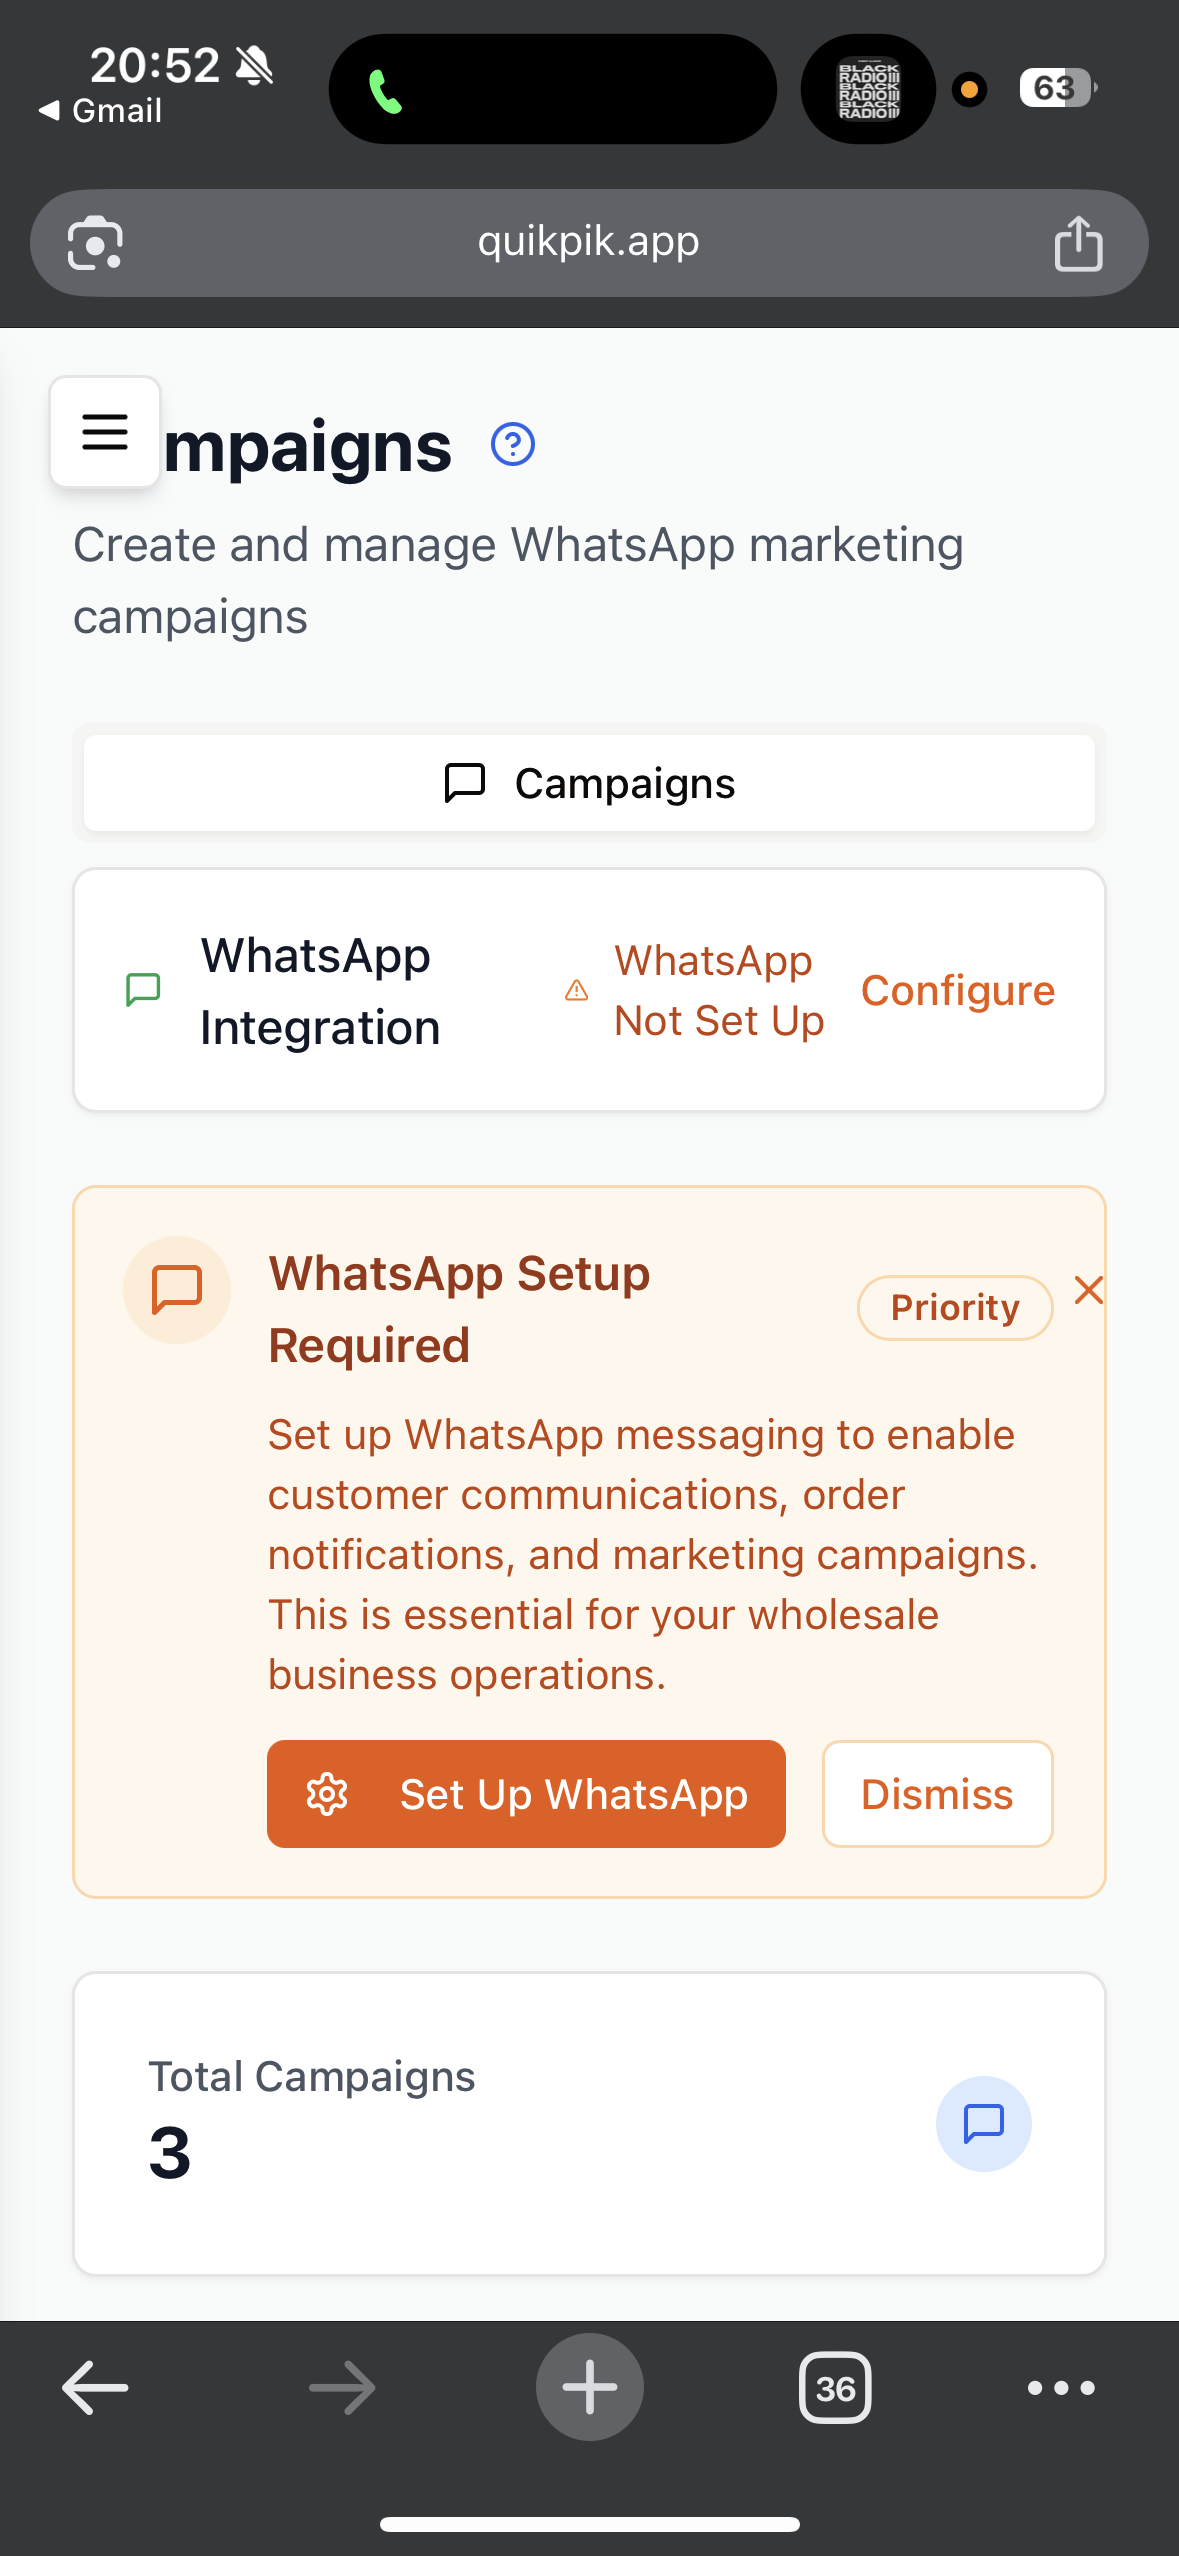 20:52
Gmail
BLACK
RADIO III
BLACK
RADIO III
BLACK
RADIO III
63
quikpik.app
mpaigns
Create and manage WhatsApp marketing
campaigns
Campaigns
WhatsApp
Integration
WhatsApp
Not Set Up
Configure
WhatsApp Setup
Required
Priority
Set up WhatsApp messaging to enable
customer communications, order
notifications, and marketing campaigns.
This is essential for your wholesale
business operations.
Set Up WhatsApp
Dismiss
Total Campaigns
3
36